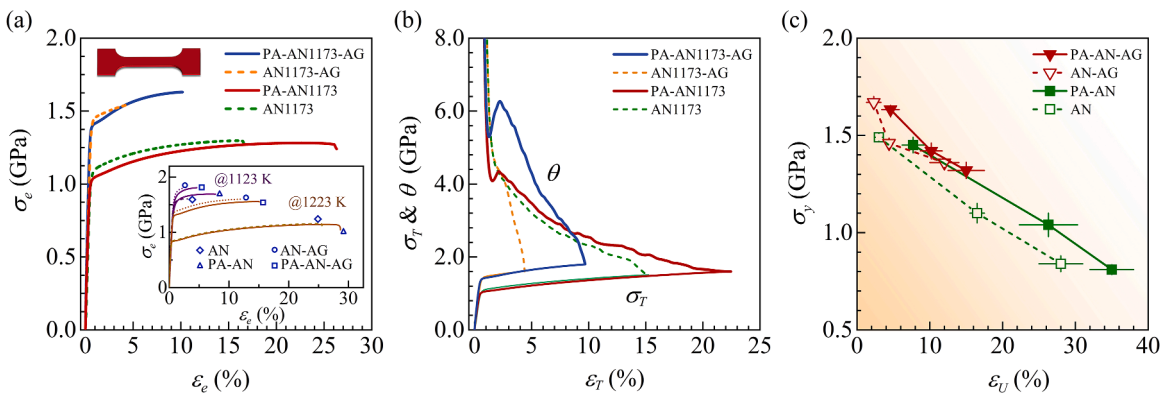 (a)
2.0
1.5
1.0
0.5
0.0
σe (GPa)
PA-AN1173-AG
AN1173-AG
PA-AN1173
AN1173
2
1
0
σe (GPa)
@1123 K
@1223 K
AN
AN-AG
PA-AN
PA-AN-AG
0 5 10 15 20 25 30
εe (%)
0 5 10 15 20 25 30
εe (%)
(b)
8.0
6.0
4.0
2.0
0.0
σT & θ (GPa)
PA-AN1173-AG
AN1173-AG
PA-AN1173
AN1173
θ
σT
0 5 10 15 20 25
εT (%)
(c)
2.0
1.5
1.0
0.5
σy (GPa)
PA-AN-AG
AN-AG
PA-AN
AN
0 10 20 30 40
εU (%)